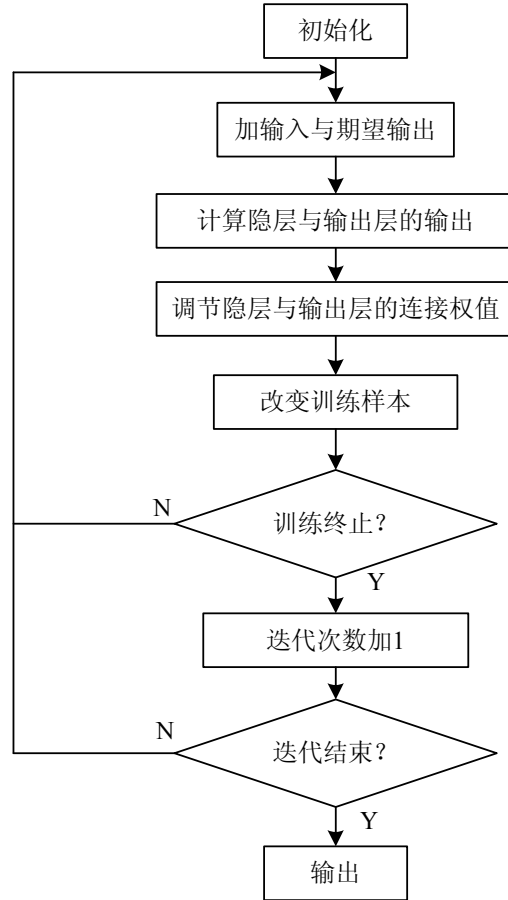 初始化
加输入与期望输出
计算隐层与输出层的输出
调节隐层与输出层的连接权值
改变训练样本
N
训练终止？
Y
迭代次数加1
N
迭代结束？
Y
输出